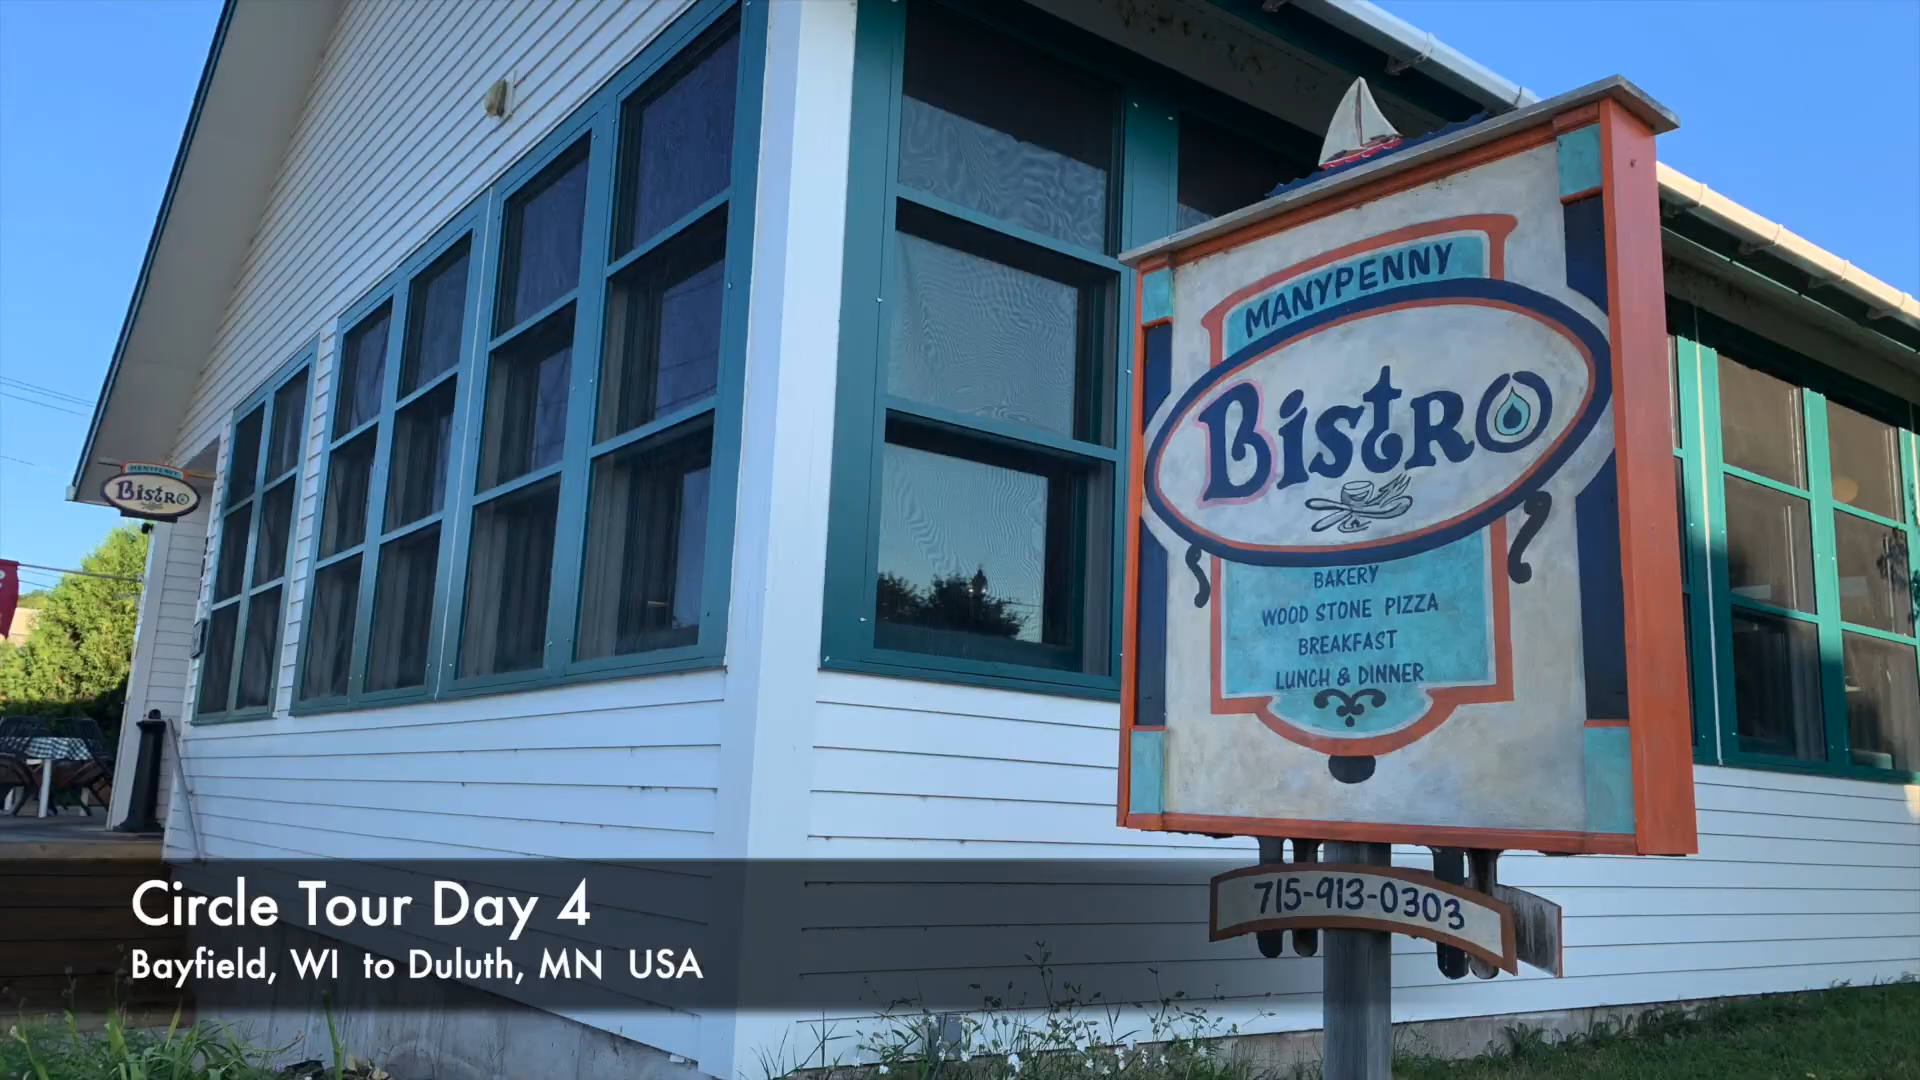 MANYPENNY
BISTRO
BAKERY
WOOD STONE PIZZA
BREAKFAST
LUNCH & DINNER
715-913-0303
MANYPENNY
BISTRO
Circle Tour Day 4
Bayfield, WI to Duluth, MN USA